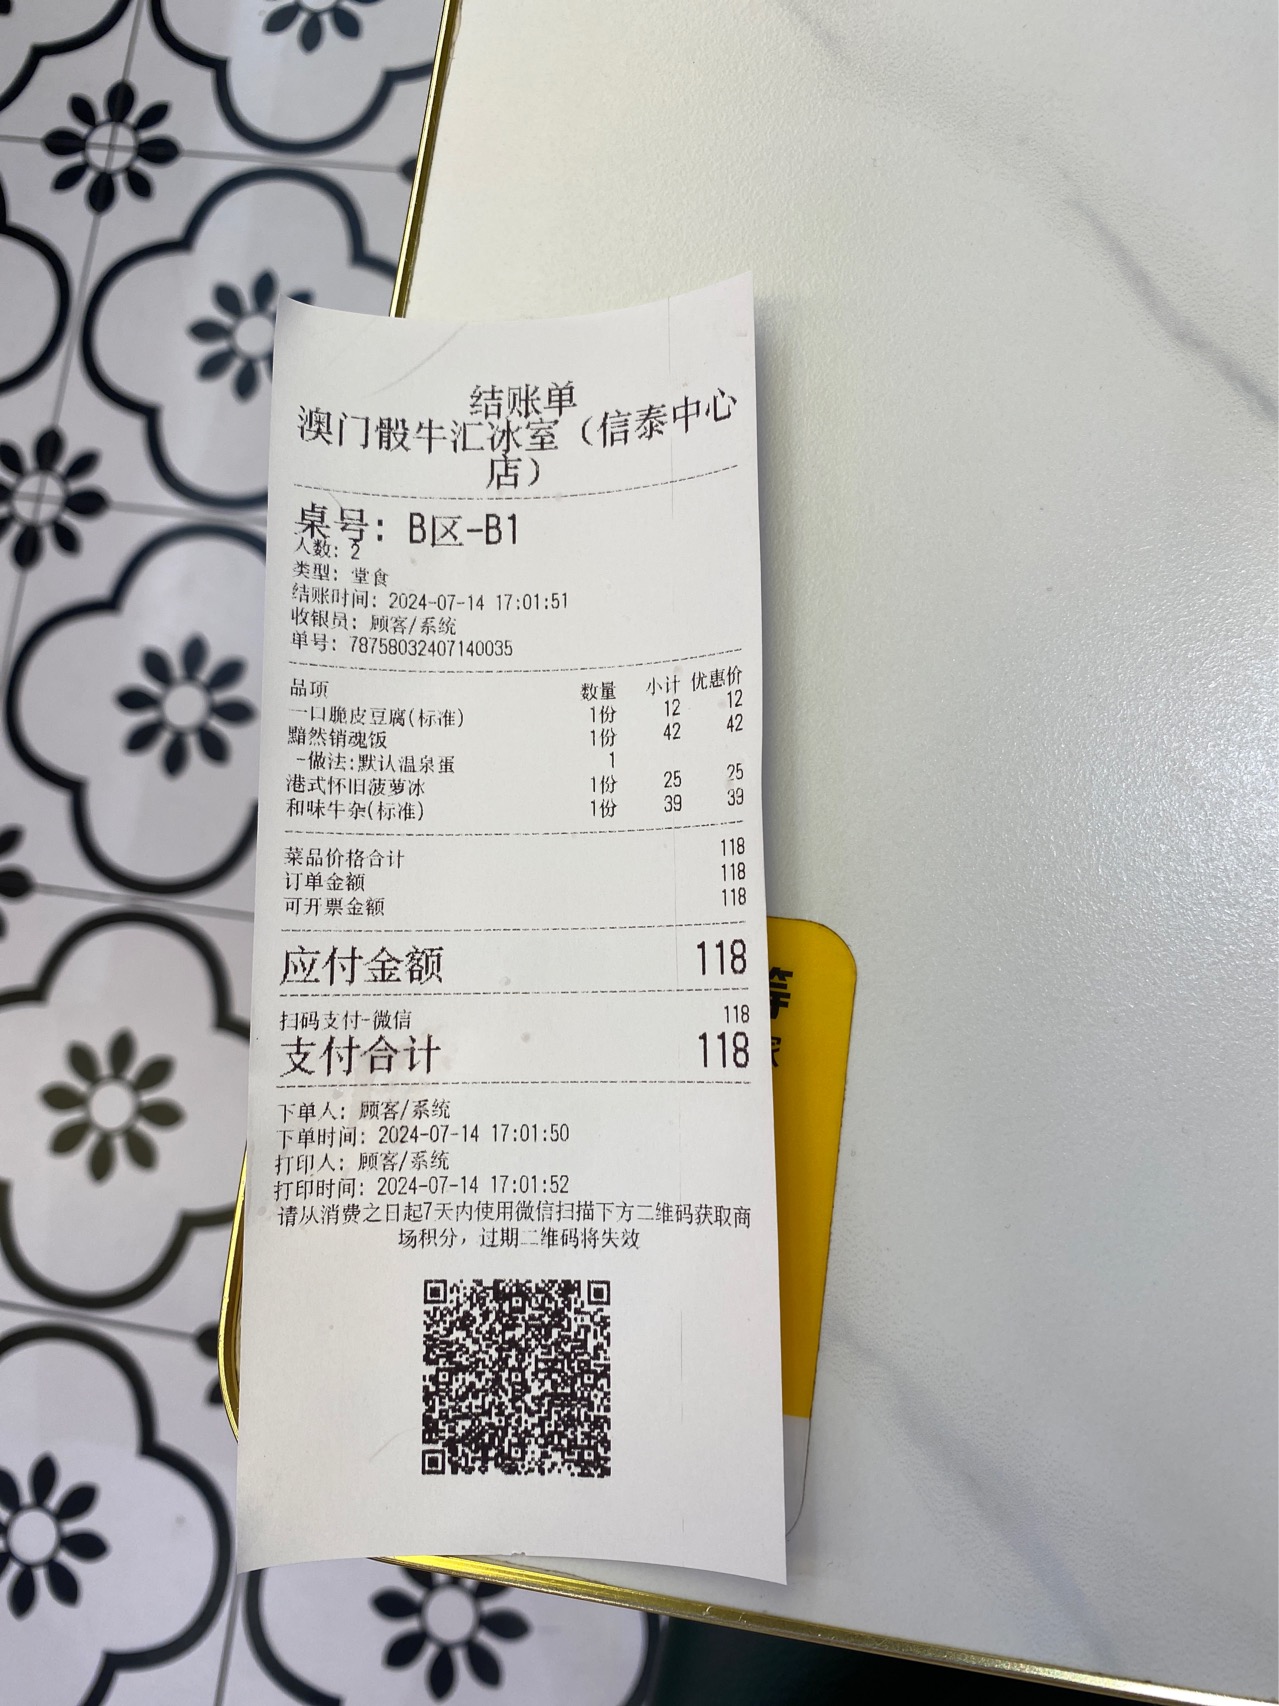 结账单
澳门骰牛汇冰室（信泰中心
店）
桌号: B区-B1
人数: 2
类型: 堂食
结账时间: 2024-07-14 17:01:51
收银员: 顾客/系统
单号: 78758032407140035
品项 数量 小计 优惠价
一口脆皮豆腐(标准) 1份 12 12
黯然销魂饭 1份 42 42
-做法:默认温泉蛋 1
港式怀旧菠萝冰 1份 25 25
和味牛杂(标准) 1份 39 39
菜品价格合计 118
订单金额 118
可开票金额 118
应付金额 118
扫码支付-微信 118
支付合计 118
下单人: 顾客/系统
下单时间: 2024-07-14 17:01:50
打印人: 顾客/系统
打印时间: 2024-07-14 17:01:52
请从消费之日起7天内使用微信扫描下方二维码获取商
场积分，过期二维码将失效